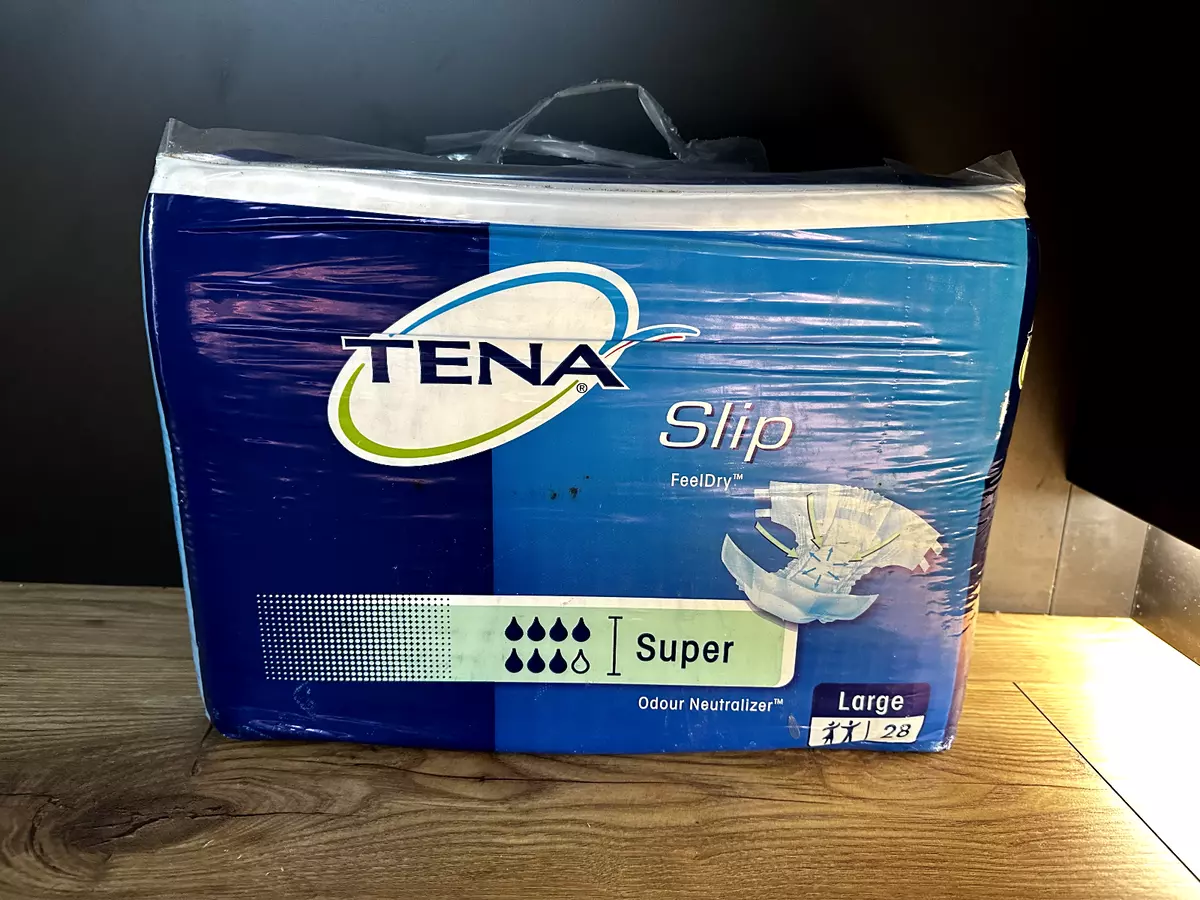 TENA®
Slip
FeelDry™
Super
Odour Neutralizer™
Large
28